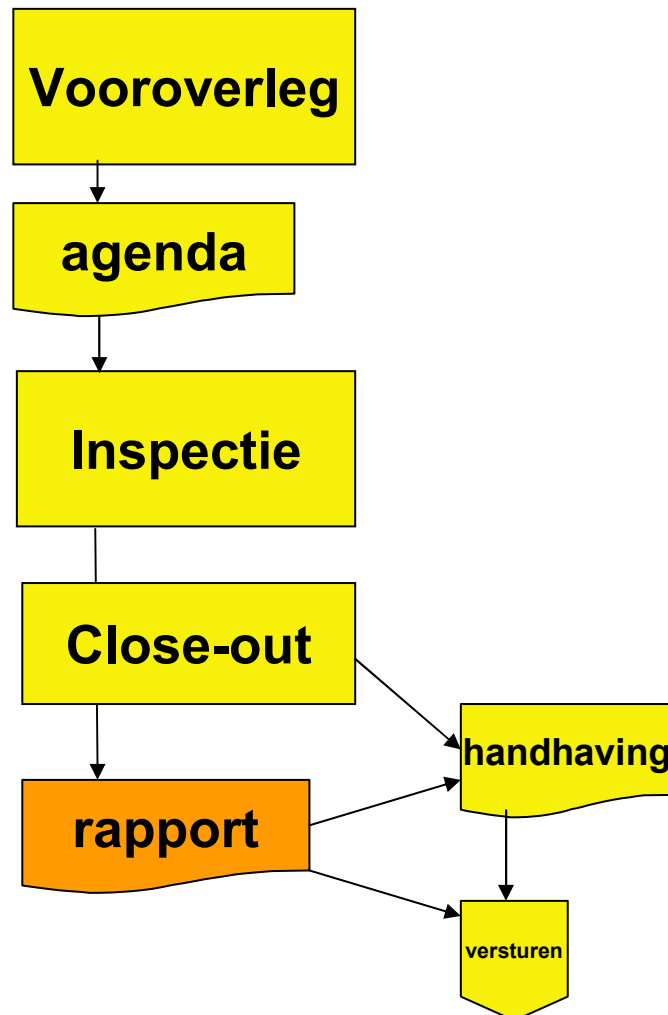 Vooroverleg
agenda
Inspectie
Close-out
handhaving
rapport
versturen